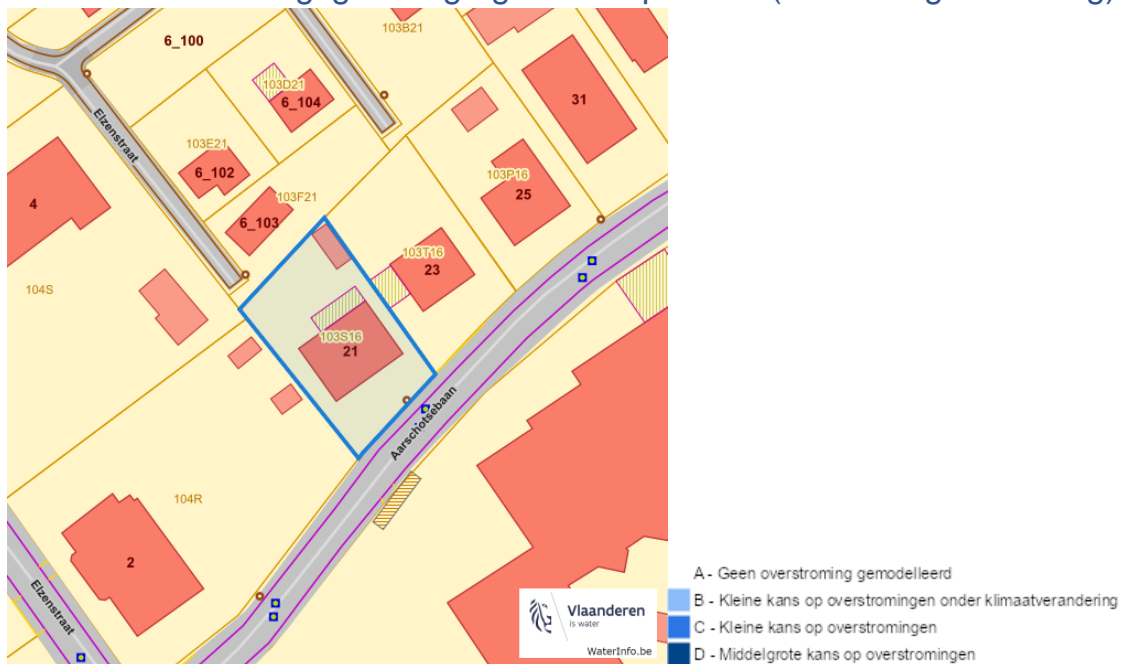 6_100
103B21
103D21
6_104
31
Elzenstraat
103E21
6_102
103P16
25
4
103F21
6_103
103T16
23
104S
103S16
21
Aarschotsebaan
104R
2
Elzenstraat
Vlaanderen
is water
WaterInfo.be
A - Geen overstroming gemodelleerd
B - Kleine kans op overstromingen onder klimaatverandering
C - Kleine kans op overstromingen
D - Middelgrote kans op overstromingen